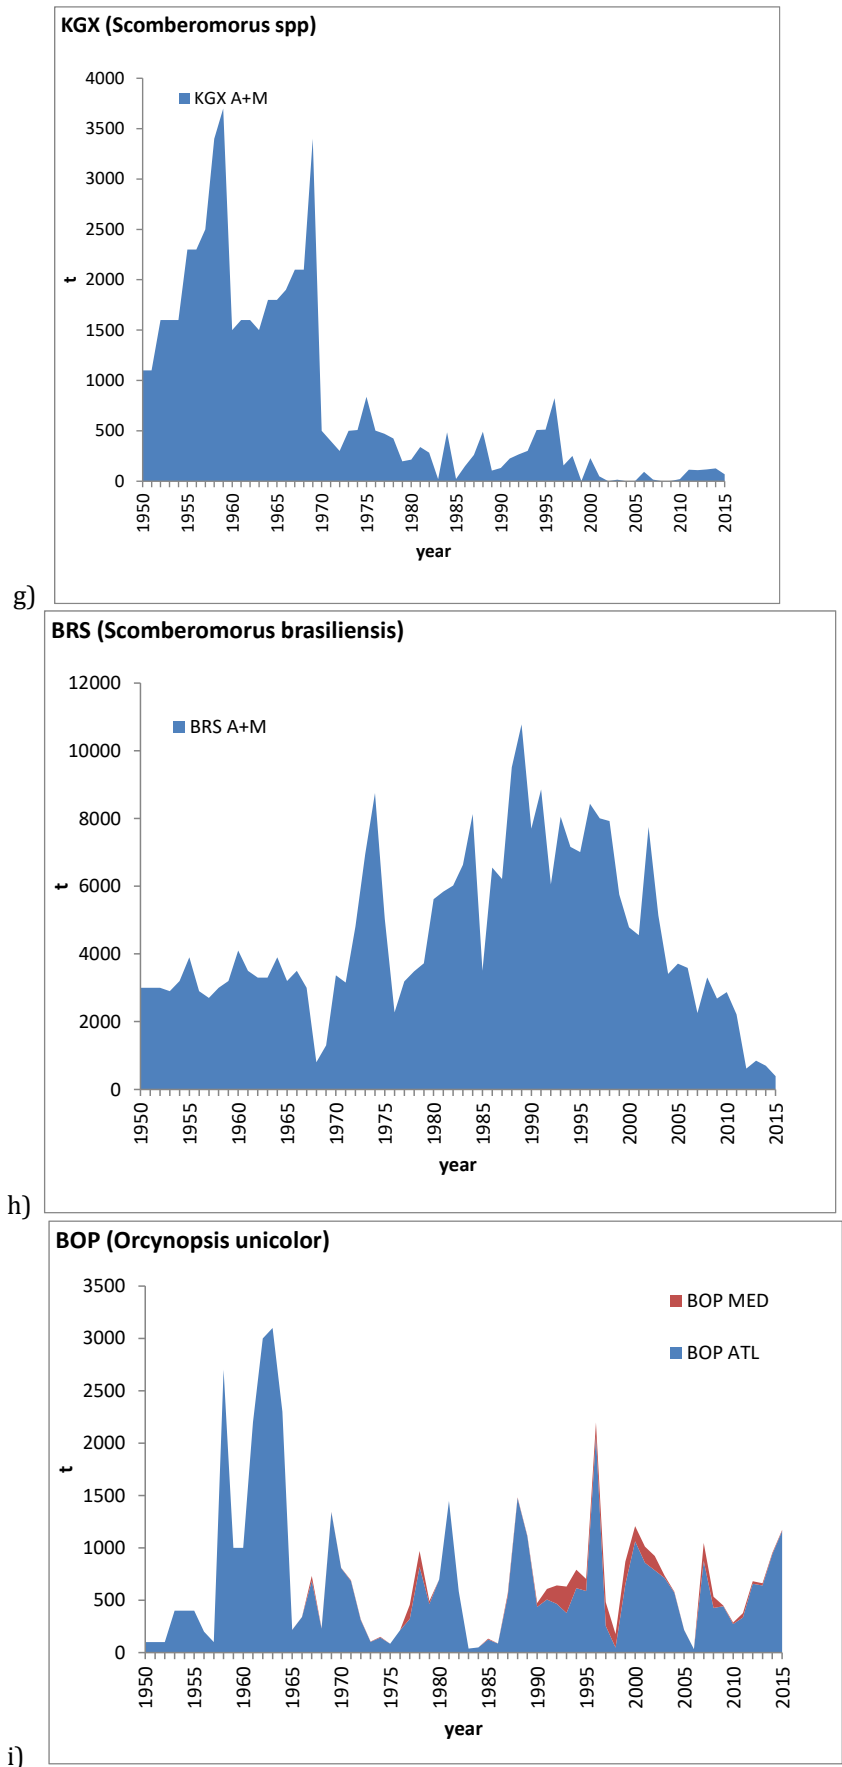 KGX (Scomberomorus spp)
4000
KGX A+M
3500
3000
2500
t
2000
1500
1000
500
0
1950 1955 1960 1965 1970 1975 1980 1985 1990 1995 2000 2005 2010 2015
year
g)
BRS (Scomberomorus brasiliensis)
12000
BRS A+M
10000
8000
t
6000
4000
2000
0
1950 1955 1960 1965 1970 1975 1980 1985 1990 1995 2000 2005 2010 2015
year
h)
BOP (Orcynopsis unicolor)
3500
BOP MED
3000
BOP ATL
2500
2000
t
1500
1000
500
0
1950 1955 1960 1965 1970 1975 1980 1985 1990 1995 2000 2005 2010 2015
year
i)